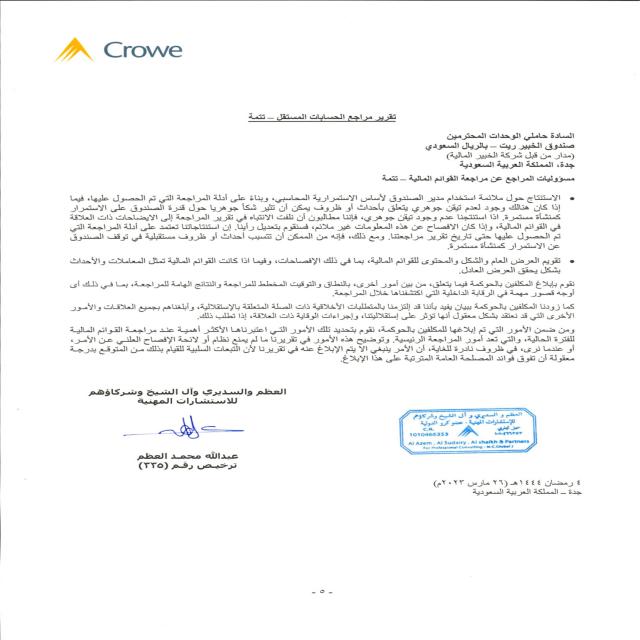 Crowe
تقرير مراجع الحسابات المستقل – تتمة
السادة حاملي الوحدات المحترمين
صندوق الخبير ريت – بالريال السعودي
(مدار من قبل شركة الخبير المالية)
جدة، المملكة العربية السعودية
مسؤوليات المراجع عن مراجعة القوائم المالية – تتمة
• الاستنتاج حول ملائمة استخدام مدير الصندوق لأساس الاستمرارية المحاسبي، وبناءً على أدلة المراجعة التي تم الحصول عليها، فيما
إذا كان هنالك وجود لعدم تيقن جوهري يتعلق بأحداث أو ظروف يمكن أن تثير شكاً جوهريا حول قدرة الصندوق على الاستمرار
كمنشأة مستمرة. اذا استنتجنا عدم وجود تيقن جوهري، فإننا مطالبون أن نلفت الانتباه في تقرير المراجعة إلى الايضاحات ذات العلاقة
في القوائم المالية، وإذا كان الافصاح عن هذه المعلومات غير ملائم، فسنقوم بتعديل رأينا. إن استنتاجاتنا تعتمد على أدلة المراجعة التي
تم الحصول عليها حتى تاريخ تقرير مراجعتنا. ومع ذلك، فإنه من الممكن أن تتسبب أحداث أو ظروف مستقبلية في توقف الصندوق
عن الاستمرار كمنشأة مستمرة.
• تقويم العرض العام والشكل والمحتوى للقوائم المالية، بما في ذلك الإفصاحات، وفيما اذا كانت القوائم المالية تمثل المعاملات والأحداث
بشكل يحقق العرض العادل.
نقوم بإبلاغ المكلفين بالحوكمة فيما يتعلق، من بين أمور أخرى، بالنطاق والتوقيت المخطط للمراجعة والنتائج الهامة للمراجعة، بما في ذلك أي
أوجه قصور مهمة في الرقابة الداخلية التي اكتشفناها خلال المراجعة.
كما زودنا المكلفين بالحوكمة ببيان يفيد بأننا قد إلتزمنا بالمتطلبات الأخلاقية ذات الصلة المتعلقة بالإستقلالية، وأبلغناهم بجميع العلاقات والأمور
الأخرى التي قد نعتقد بشكل معقول أنها تؤثر على إستقلاليتنا، وإجراءات الوقاية ذات العلاقة، إذا تطلب ذلك.
ومن ضمن الأمور التي تم إبلاغها للمكلفين بالحوكمة، نقوم بتحديد تلك الأمور التي اعتبرناها الأكثر أهمية عند مراجعة القوائم المالية
للفترة الحالية، والتي تعد أمور المراجعة الرئيسية. وتوضيح هذه الأمور في تقريرنا ما لم يمنع نظام أو لائحة الإفصاح العلني عن الأمر،
أو عندما نرى، في ظروف نادرة للغاية، أن الأمر ينبغي ألا يتم الإبلاغ عنه في تقريرنا لأن التبعات السلبية للقيام بذلك من المتوقع بدرجة
معقولة أن تفوق فوائد المصلحة العامة المترتبة على هذا الإبلاغ.
العظم والسديري وآل الشيخ وشركاؤهم
للاستشارات المهنية
عبدالله محمد العظم
ترخيص رقم (٣٣٥)
العظم و السديري و آل الشيخ وشركاؤهم
للإستشارات المهنية - عضو كرو الدولية
C.R.
1010466353
Al Azem, Al Sudairy, Al shaikh & Partners
For Professional Consulting
٤ رمضان ١٤٤٤هـ (٢٦ مارس ٢٠٢٣م)
جدة – المملكة العربية السعودية
- ٥ -